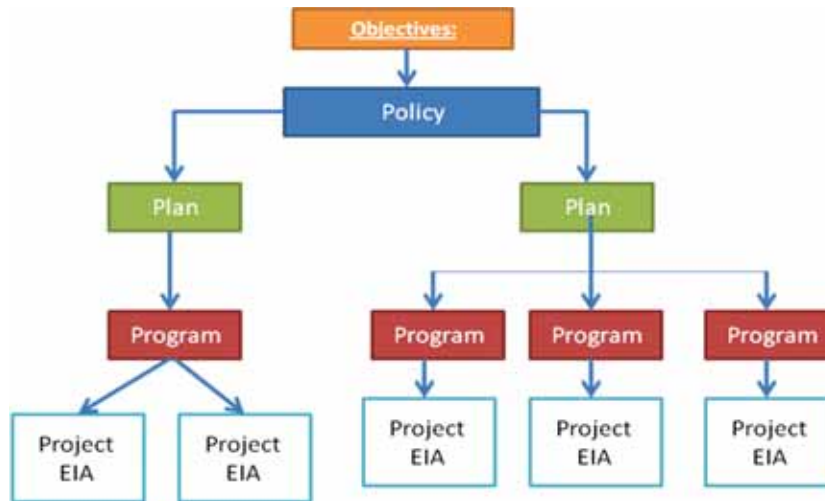 Objectives:
Policy
Plan
Plan
Program
Program
Program
Program
Project
EIA
Project
EIA
Project
EIA
Project
EIA
Project
EIA